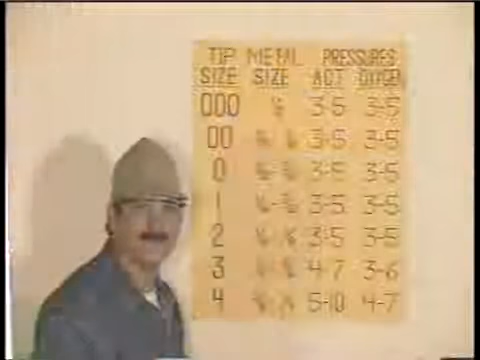 TIP METAL PRESSURES
SIZE SIZE ACT OXYGEN
000 3-5 3-5
00 3-5 3-5
0 3-5 3-5
1 3-5 3-5
2 3-5 3-5
3 4-7 3-6
4 5-10 4-7